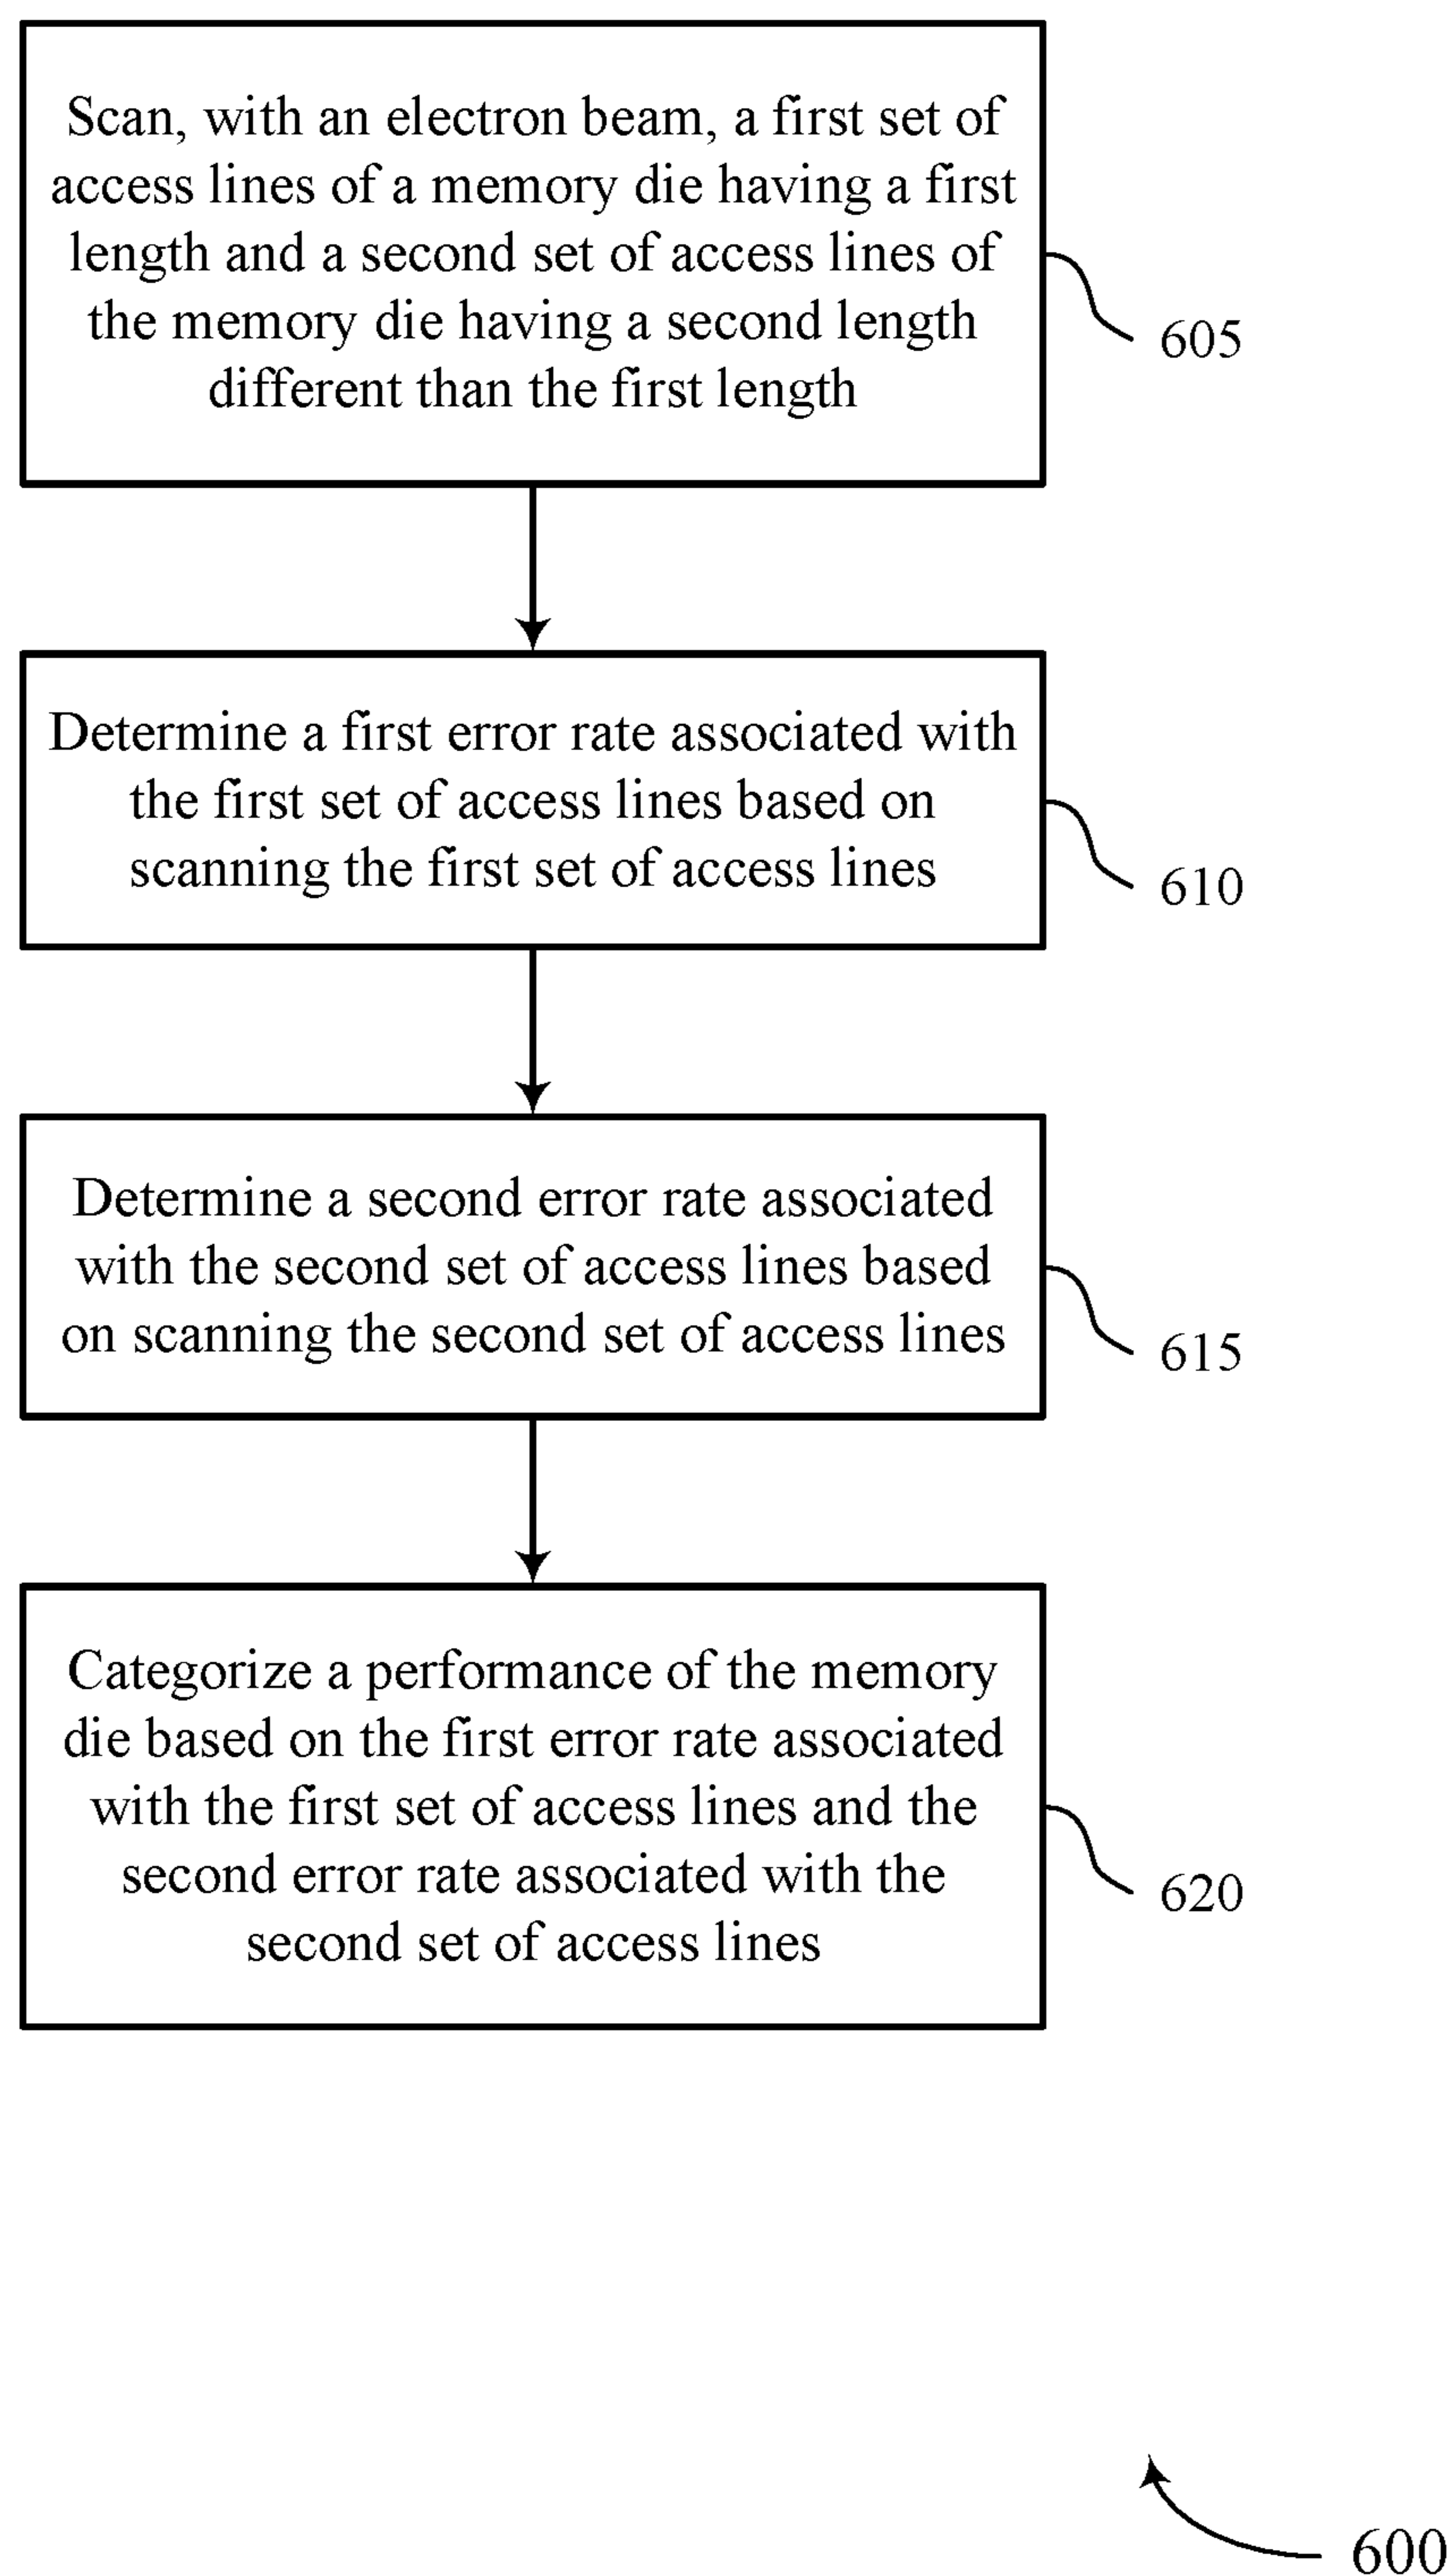 Scan, with an electron beam, a first set of
access lines of a memory die having a first
length and a second set of access lines of
the memory die having a second length
different than the first length
605
Determine a first error rate associated with
the first set of access lines based on
scanning the first set of access lines
610
Determine a second error rate associated
with the second set of access lines based
on scanning the second set of access lines
615
Categorize a performance of the memory
die based on the first error rate associated
with the first set of access lines and the
second error rate associated with the
second set of access lines
620
600